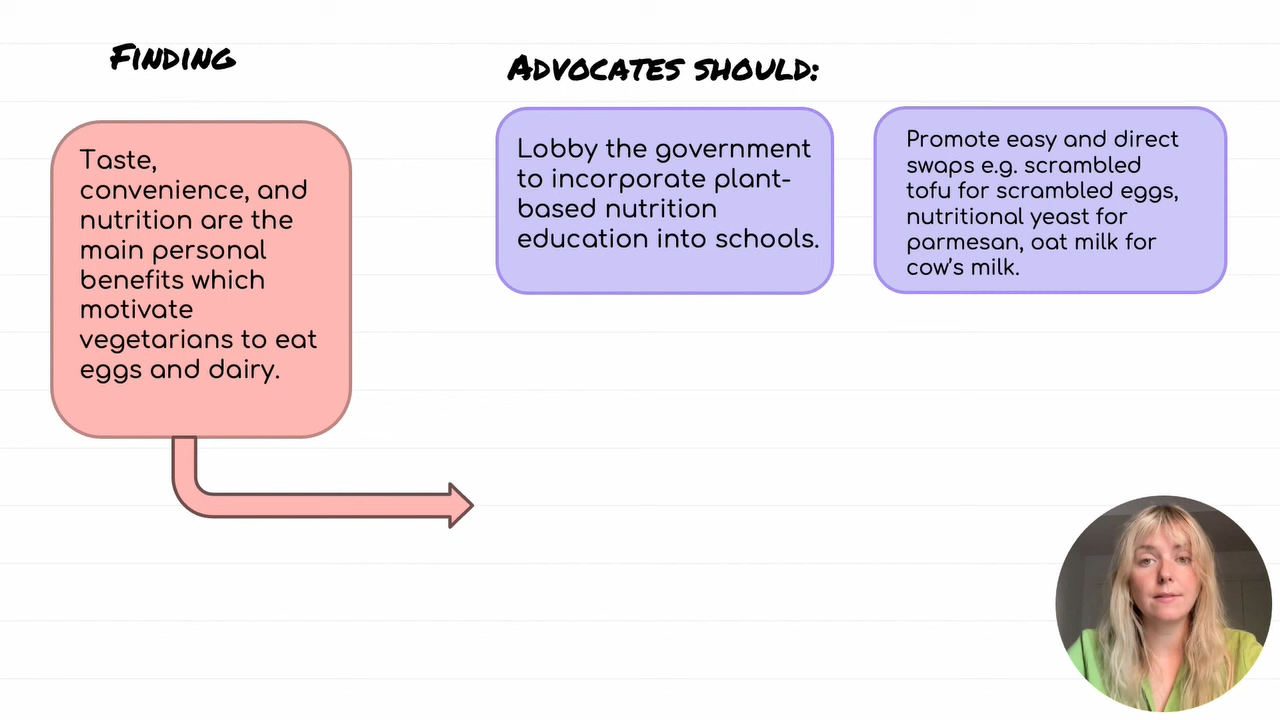 Finding
Advocates should:
Taste,
convenience, and
nutrition are the
main personal
benefits which
motivate
vegetarians to eat
eggs and dairy.
Lobby the government
to incorporate plant-
based nutrition
education into schools.
Promote easy and direct
swaps e.g. scrambled
tofu for scrambled eggs,
nutritional yeast for
parmesan, oat milk for
cow's milk.